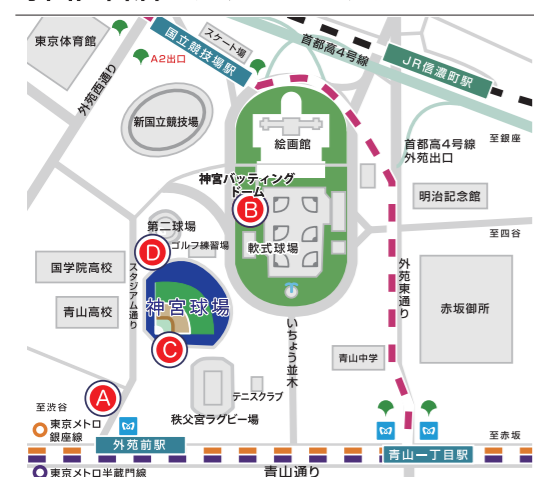 東京体育館
A2出口
国立競技場駅
スケート場
首都高4号線
JR信濃町駅
外苑西通り
新国立競技場
絵画館
首都高4号線
外苑出口
至銀座
神宮バッティング
ドーム
B
明治記念館
第二球場
ゴルフ練習場
軟式球場
至四谷
D
国学院高校
スタジアム通り
神宮球場
外苑東通り
赤坂御所
青山高校
C
いちょう並木
青山中学
テニスクラブ
A
秩父宮ラグビー場
至渋谷
東京メトロ
銀座線
外苑前駅
青山一丁目駅
至赤坂
東京メトロ半蔵門線
青山通り